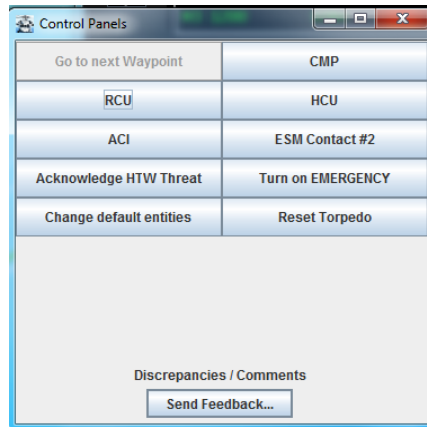 Control Panels
Go to next Waypoint
CMP
RCU
HCU
ACI
ESM Contact #2
Acknowledge HTW Threat
Turn on EMERGENCY
Change default entities
Reset Torpedo
Discrepancies / Comments
Send Feedback...